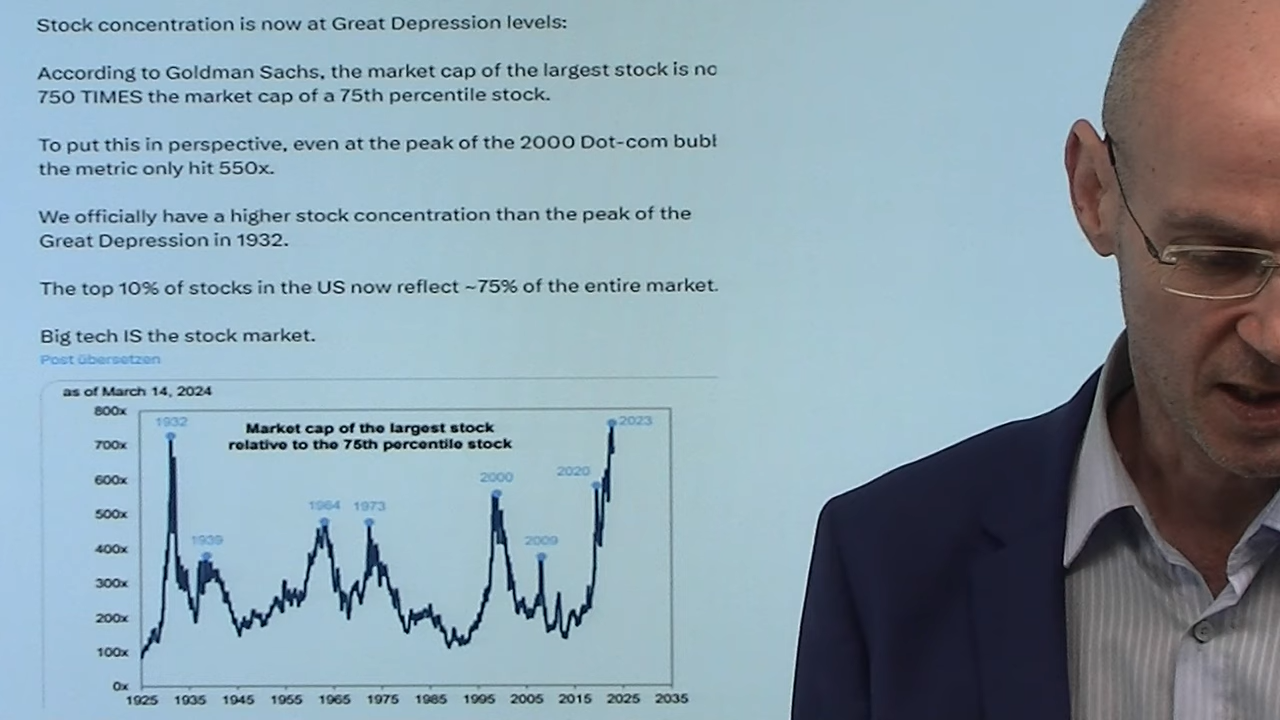 Stock concentration is now at Great Depression levels:
According to Goldman Sachs, the market cap of the largest stock is
750 TIMES the market cap of a 75th percentile stock.
To put this in perspective, even at the peak of the 2000 Dot-com
the metric only hit 550x.
We officially have a higher stock concentration than the peak of the
Great Depression in 1932.
The top 10% of stocks in the US now reflect ~75% of the entire market.
Big tech IS the stock market.
Post übersetzen
as of March 14, 2024
Market cap of the largest stock
relative to the 75th percentile stock
800x
700x
600x
500x
400x
300x
200x
100x
0x
1932
1939
1964
1973
2000
2009
2020
2023
1925 1935 1945 1955 1965 1975 1985 1995 2005 2015 2025 2035